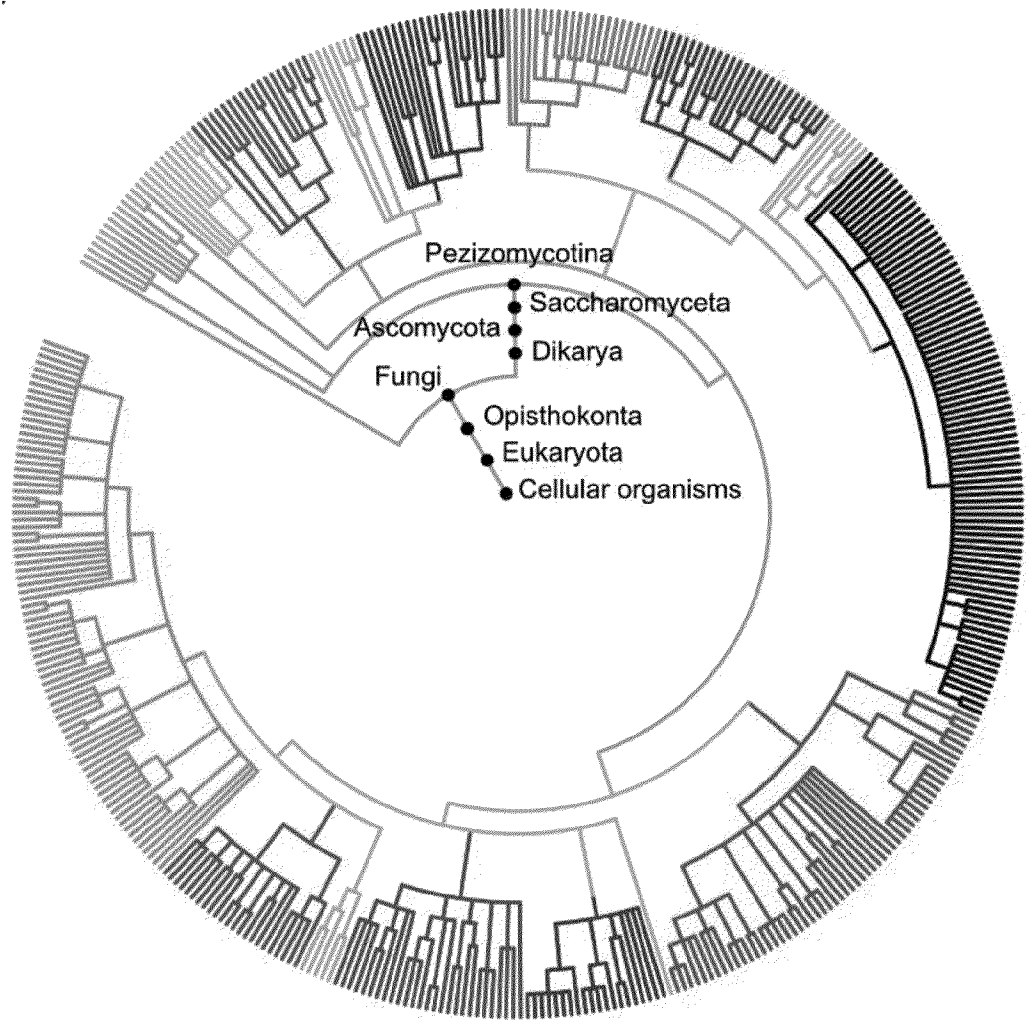 Pezizomycotina
Saccharomyceta
Ascomycota
Dikarya
Fungi
Opisthokonta
Eukaryota
Cellular organisms